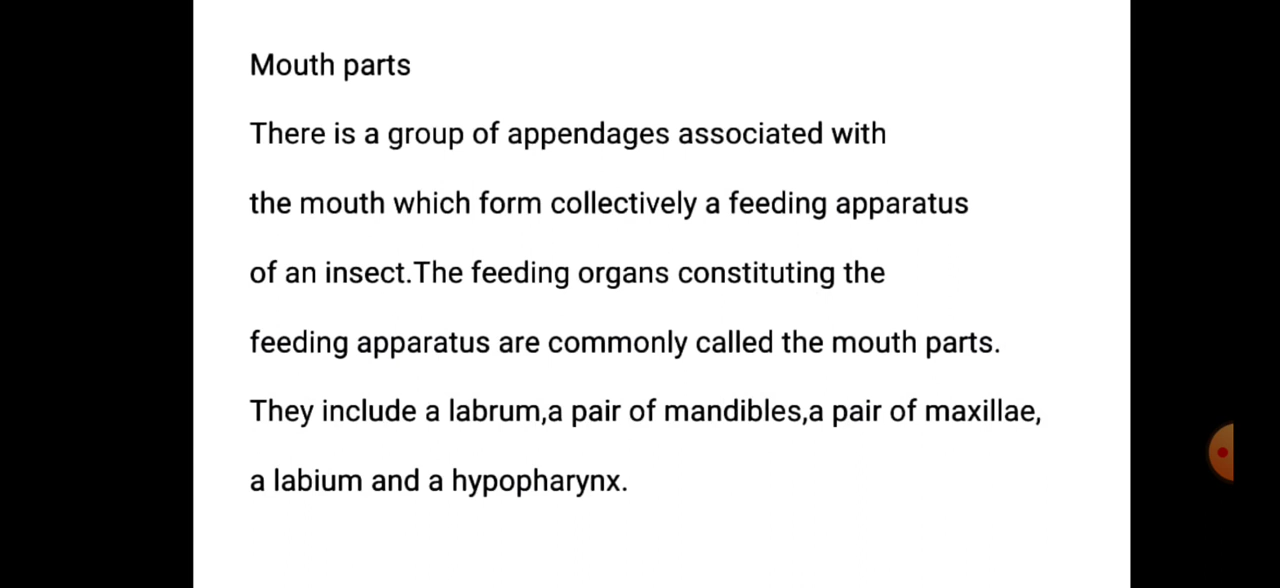 Mouth parts
There is a group of appendages associated with
the mouth which form collectively a feeding apparatus
of an insect.The feeding organs constituting the
feeding apparatus are commonly called the mouth parts.
They include a labrum,a pair of mandibles,a pair of maxillae,
a labium and a hypopharynx.